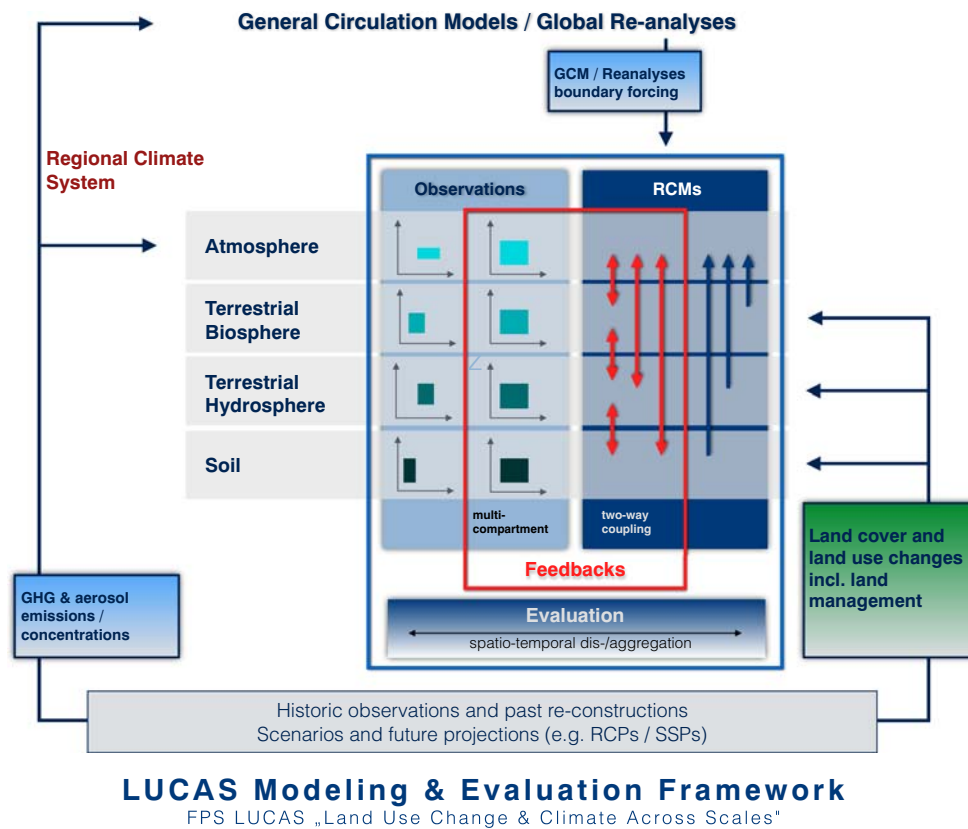 General Circulation Models / Global Re-analyses
GCM / Reanalyses
boundary forcing
Regional Climate
System
Observations
RCMs
Atmosphere
Terrestrial
Biosphere
Terrestrial
Hydrosphere
Soil
multi-
compartment
two-way
coupling
Feedbacks
Land cover and
land use changes
incl. land
management
GHG & aerosol
emissions /
concentrations
Evaluation
spatio-temporal dis-/aggregation
Historic observations and past re-constructions
Scenarios and future projections (e.g. RCPs / SSPs)
LUCAS Modeling & Evaluation Framework
FPS LUCAS „Land Use Change & Climate Across Scales"